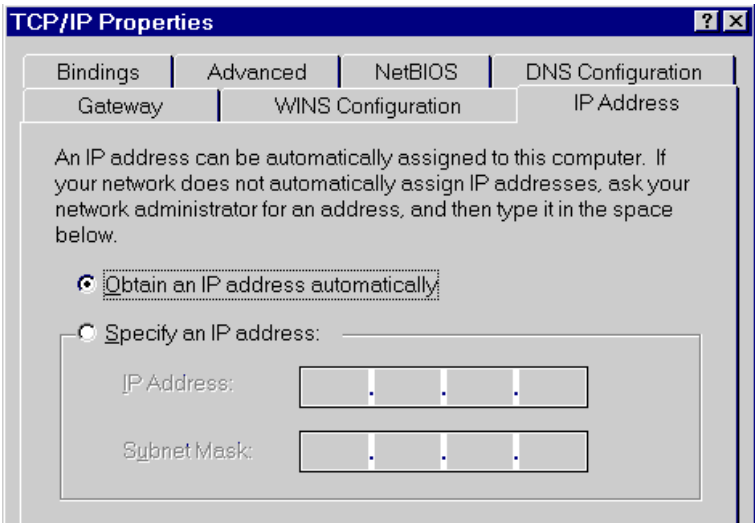 TCP/IP Properties
Bindings Advanced NetBIOS DNS Configuration
Gateway WINS Configuration IP Address
An IP address can be automatically assigned to this computer. If
your network does not automatically assign IP addresses, ask your
network administrator for an address, and then type it in the space
below.
Obtain an IP address automatically
Specify an IP address:
IP Address:
Subnet Mask: